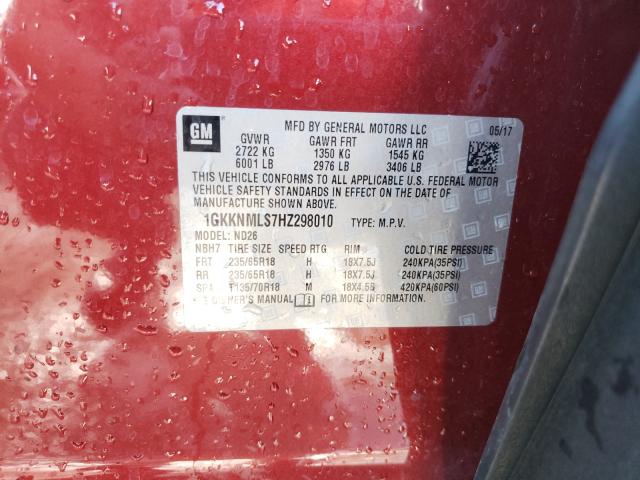 GM
MFD BY GENERAL MOTORS LLC 05/17
GVWR GAWR FRT GAWR RR
2722 KG 1350 KG 1545 KG
6001 LB 2976 LB 3406 LB
THIS VEHICLE CONFORMS TO ALL APPLICABLE U.S. FEDERAL MOTOR
VEHICLE SAFETY STANDARDS IN EFFECT ON THE DATE OF
MANUFACTURE SHOWN ABOVE.
1GKKNMLS7HZ298010 TYPE: M.P.V.
MODEL: ND26
NBH7 TIRE SIZE SPEED RTG RIM COLD TIRE PRESSURE
FRT 235/65R18 H 18X7.5J 240KPA(35PSI)
RR 235/65R18 H 18X7.5J 240KPA(35PSI)
SPA T135/70R18 M 18X4.5B 420KPA(60PSI)
OWNER'S MANUAL FOR MORE INFORMATION.